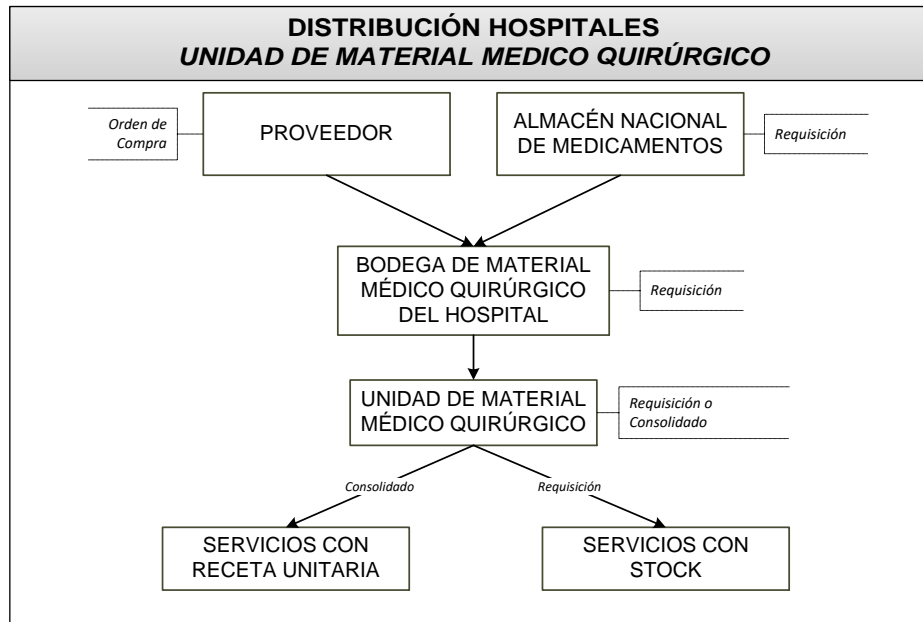 DISTRIBUCIÓN HOSPITALES
UNIDAD DE MATERIAL MEDICO QUIRÚRGICO
Orden de
Compra
PROVEEDOR
ALMACÉN NACIONAL
DE MEDICAMENTOS
Requisición
BODEGA DE MATERIAL
MÉDICO QUIRÚRGICO
DEL HOSPITAL
Requisición
UNIDAD DE MATERIAL
MÉDICO QUIRÚRGICO
Requisición o
Consolidado
Consolidado
Requisición
SERVICIOS CON
RECETA UNITARIA
SERVICIOS CON
STOCK